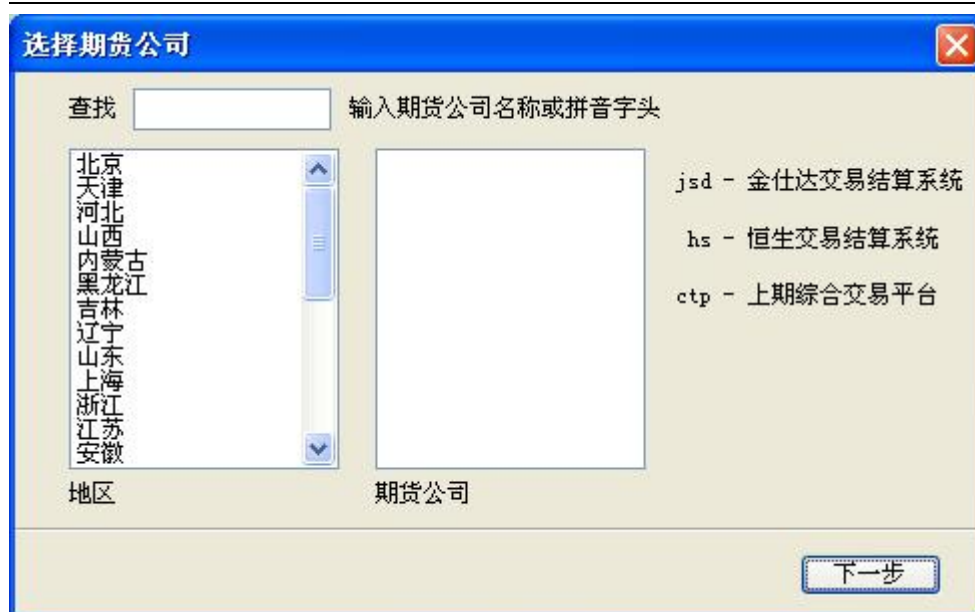 选择期货公司
查找 输入期货公司名称或拼音字头
北京
天津
河北
山西
内蒙古
黑龙江
吉林
辽宁
山东
上海
浙江
江苏
安徽
jsd - 金仕达交易结算系统
hs - 恒生交易结算系统
ctp - 上期综合交易平台
地区
期货公司
下一步